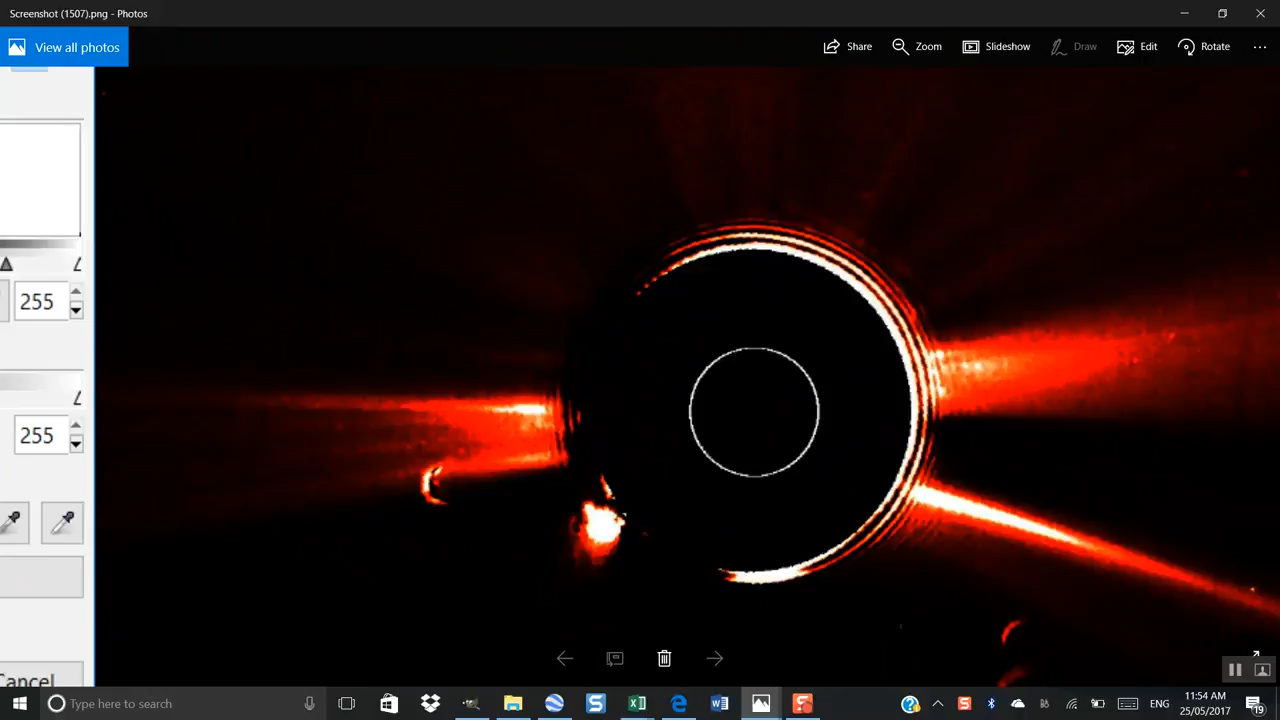 Screenshot (1507).png - Photos
View all photos
Share
Zoom
Slideshow
Draw
Edit
Rotate
255
255
Cancel
Type here to search
ENG
11:54 AM
25/05/2017
19